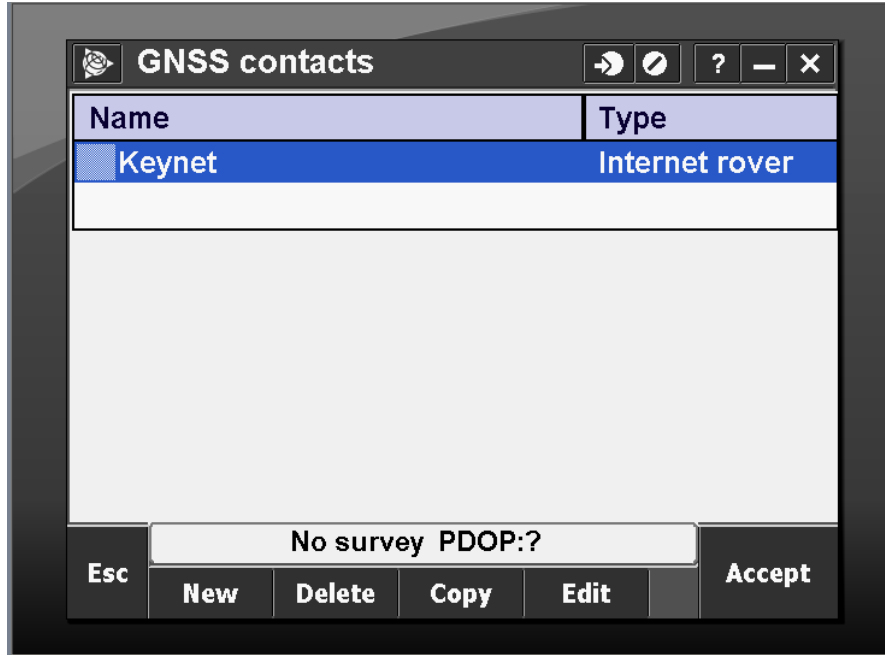 GNSS contacts ? – X
Name Type
Keynet Internet rover
No survey PDOP:?
Esc Accept
New Delete Copy Edit